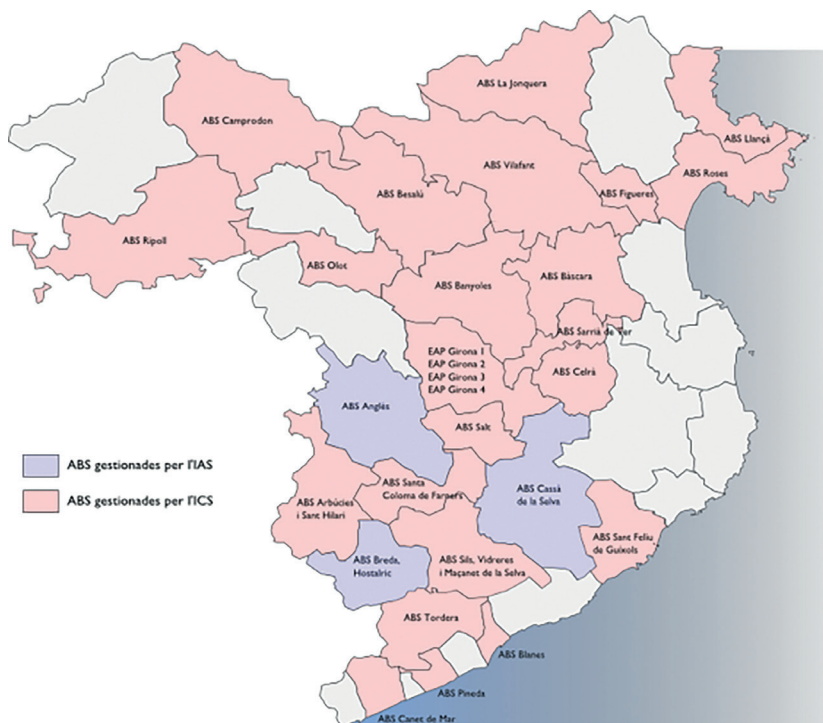 ABS La Jonquera
ABS Camprodon
ABS Llançà
ABS Vilafant
ABS Roses
ABS Besalú
ABS Figueres
ABS Ripoll
ABS Olot
ABS Bàscara
ABS Banyoles
ABS Sarrià de Ter
EAP Girona 1
EAP Girona 2
EAP Girona 3
EAP Girona 4
ABS Celrà
ABS Anglès
ABS Salt
ABS gestionades per l'IAS
ABS gestionades per l'ICS
ABS Santa
Coloma de Farners
ABS Cassà
de la Selva
ABS Arbúcies
i Sant Hilari
ABS Sant Feliu
de Guíxols
ABS Breda,
Hostalric
ABS Sils, Vidreres
i Maçanet de la Selva
ABS Tordera
ABS Blanes
ABS Pineda
ABS Canet de Mar